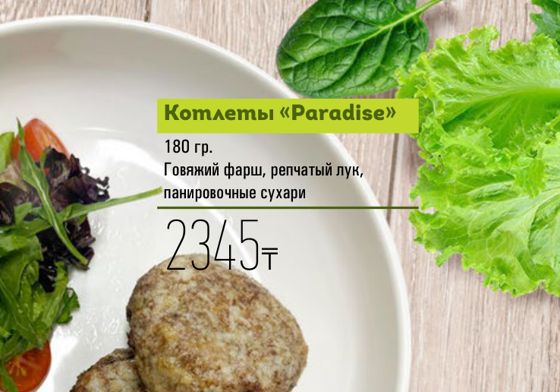 Котлеты «Paradise»
180 гр.
Говяжий фарш, репчатый лук,
панировочные сухари
2345₸